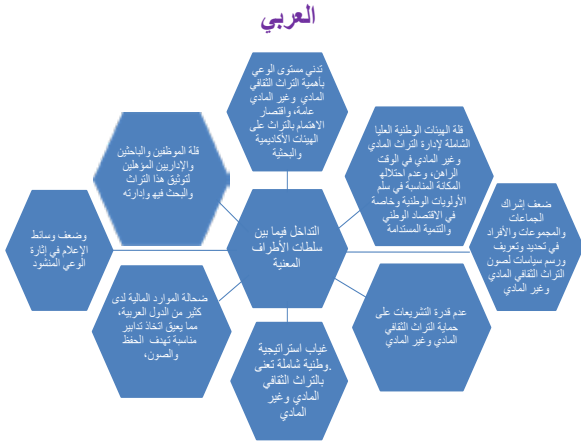 العربي
تدني مستوى الوعي
بأهمية التراث الثقافي
المادي وغير المادي
عامة، واقتصار
الاهتمام بالتراث على
الهيئات الأكاديمية
والبحثية
قلة الهيئات الوطنية العليا
الشاملة لإدارة التراث المادي
وغير المادي في الوقت
الراهن، وعدم احتلالها
المكانة المناسبة في سلم
الأولويات الوطنية وخاصة
في الاقتصاد الوطني
والتنمية المستدامة
ضعف إشراك
الجماعات
والمجموعات والأفراد
في تحديد وتعريف
ورسم سياسات لصون
التراث الثقافي المادي
وغير المادي
عدم قدرة التشريعات على
حماية التراث الثقافي
المادي وغير المادي
غياب استراتيجية
.وطنية شاملة تعنى
بالتراث الثقافي
المادي وغير
المادي
ضحالة الموارد المالية لدى
كثير من الدول العربية،
مما يعيق اتخاذ تدابير
مناسبة تهدف الحفظ
والصون،
وضعف وسائط
الإعلام في إثارة
الوعي المنشود
قلة الموظفين والباحثين
والإداريين المؤهلين
لتوثيق هذا التراث
والبحث فيه وإدارته
التداخل فيما بين
سلطات الأطراف
المعنية